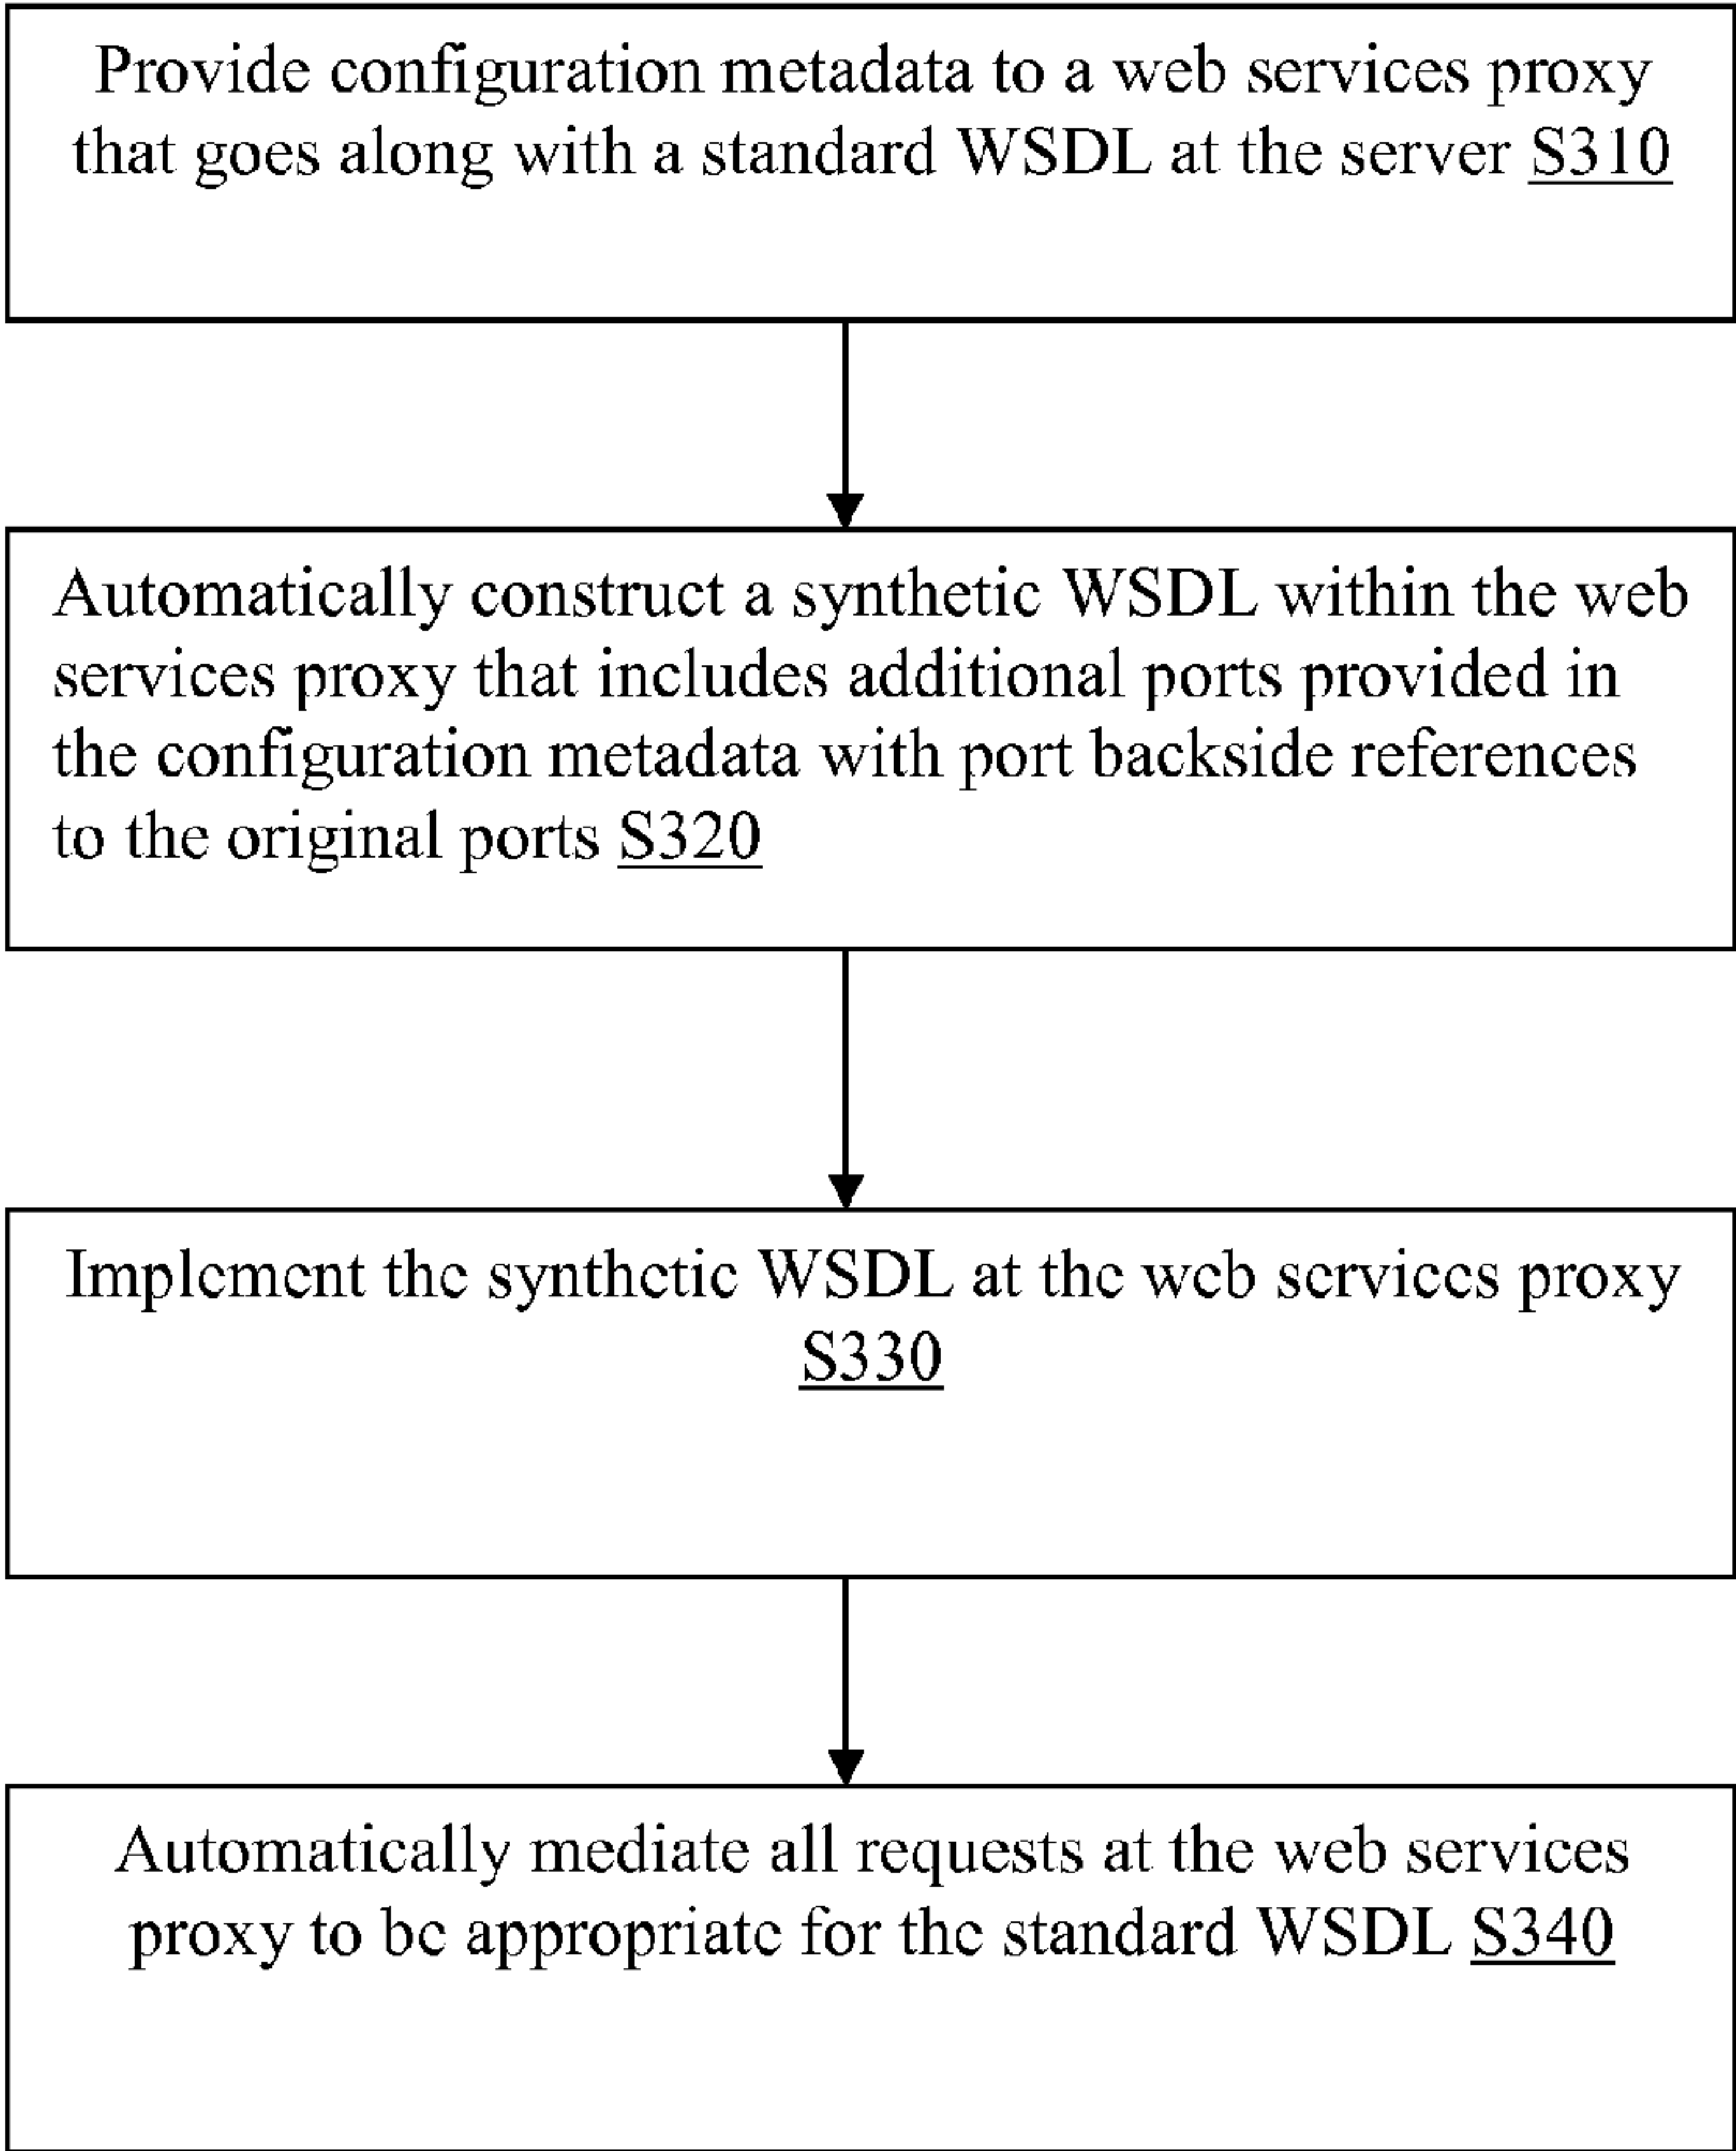 Provide configuration metadata to a web services proxy
that goes along with a standard WSDL at the server S310
Automatically construct a synthetic WSDL within the web
services proxy that includes additional ports provided in
the configuration metadata with port backside references
to the original ports S320
Implement the synthetic WSDL at the web services proxy
S330
Automatically mediate all requests at the web services
proxy to be appropriate for the standard WSDL S340